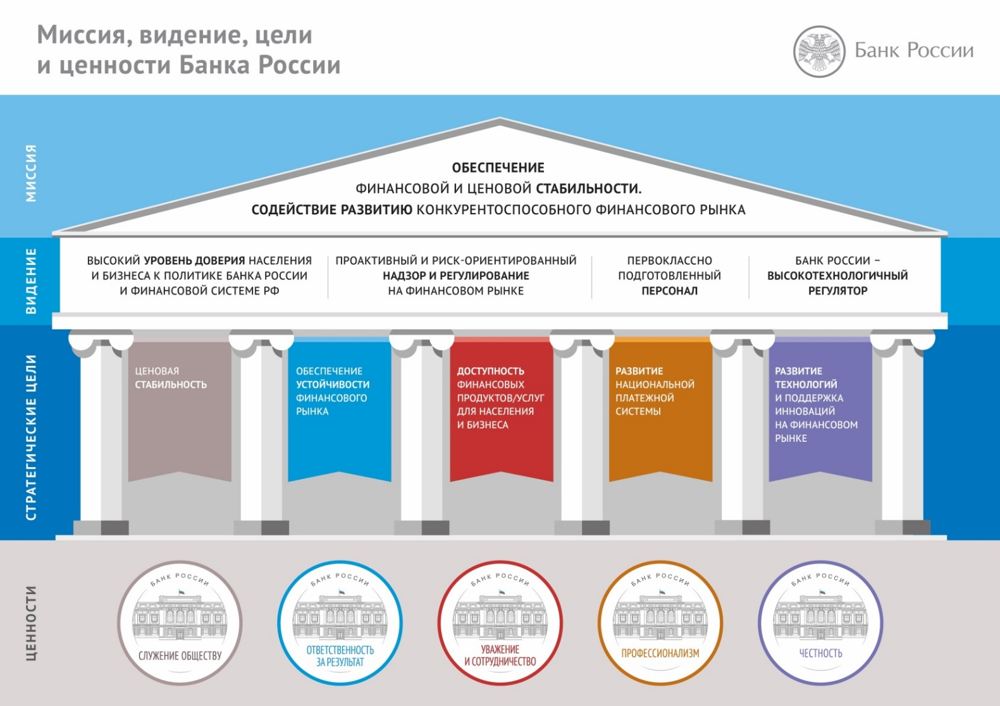 Миссия, видение, цели
и ценности Банка России
Банк России
МИССИЯ
ОБЕСПЕЧЕНИЕ
ФИНАНСОВОЙ И ЦЕНОВОЙ СТАБИЛЬНОСТИ.
СОДЕЙСТВИЕ РАЗВИТИЮ КОНКУРЕНТОСПОСОБНОГО ФИНАНСОВОГО РЫНКА
ВИДЕНИЕ
ВЫСОКИЙ УРОВЕНЬ ДОВЕРИЯ НАСЕЛЕНИЯ
И БИЗНЕСА К ПОЛИТИКЕ БАНКА РОССИИ
И ФИНАНСОВОЙ СИСТЕМЕ РФ
ПРОАКТИВНЫЙ И РИСК-ОРИЕНТИРОВАННЫЙ
НАДЗОР И РЕГУЛИРОВАНИЕ
НА ФИНАНСОВОМ РЫНКЕ
ПЕРВОКЛАССНО
ПОДГОТОВЛЕННЫЙ
ПЕРСОНАЛ
БАНК РОССИИ –
ВЫСОКОТЕХНОЛОГИЧНЫЙ
РЕГУЛЯТОР
СТРАТЕГИЧЕСКИЕ ЦЕЛИ
ЦЕНОВАЯ
СТАБИЛЬНОСТЬ
ОБЕСПЕЧЕНИЕ
УСТОЙЧИВОСТИ
ФИНАНСОВОГО
РЫНКА
ДОСТУПНОСТЬ
ФИНАНСОВЫХ
ПРОДУКТОВ/УСЛУГ
ДЛЯ НАСЕЛЕНИЯ
И БИЗНЕСА
РАЗВИТИЕ
НАЦИОНАЛЬНОЙ
ПЛАТЕЖНОЙ
СИСТЕМЫ
РАЗВИТИЕ
ТЕХНОЛОГИЙ
И ПОДДЕРЖКА
ИННОВАЦИЙ
НА ФИНАНСОВОМ
РЫНКЕ
ЦЕННОСТИ
БАНК РОССИИ
СЛУЖЕНИЕ ОБЩЕСТВУ
БАНК РОССИИ
ОТВЕТСТВЕННОСТЬ
ЗА РЕЗУЛЬТАТ
БАНК РОССИИ
УВАЖЕНИЕ
И СОТРУДНИЧЕСТВО
БАНК РОССИИ
ПРОФЕССИОНАЛИЗМ
БАНК РОССИИ
ЧЕСТНОСТЬ